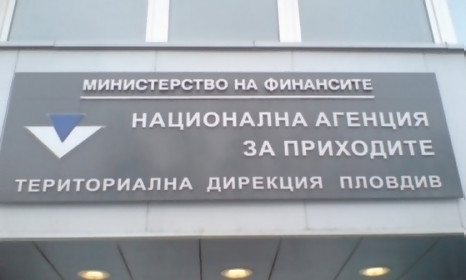 МИНИСТЕРСТВО НА ФИНАНСИТЕ
НАЦИОНАЛНА АГЕНЦИЯ
ЗА ПРИХОДИТЕ
ТЕРИТОРИАЛНА ДИРЕКЦИЯ ПЛОВДИВ